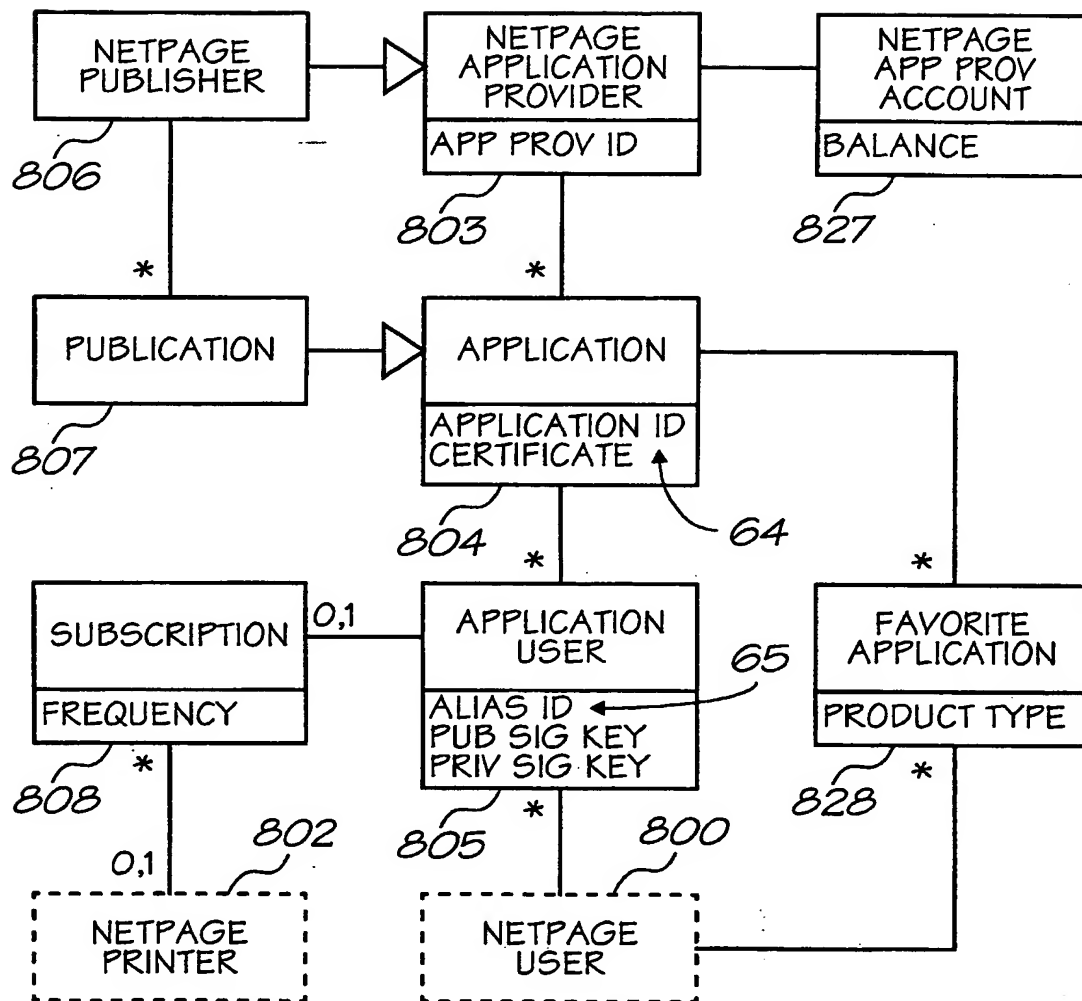 NETPAGE
PUBLISHER
806
NETPAGE
APPLICATION
PROVIDER
APP PROV ID
803
NETPAGE
APP PROV
ACCOUNT
BALANCE
827
*
*
PUBLICATION
807
APPLICATION
APPLICATION ID
CERTIFICATE
804
64
*
*
SUBSCRIPTION
FREQUENCY
808
0,1
APPLICATION
USER
65
ALIAS ID
PUB SIG KEY
PRIV SIG KEY
805
FAVORITE
APPLICATION
PRODUCT TYPE
828
*
*
*
802
800
0,1
NETPAGE
PRINTER
NETPAGE
USER